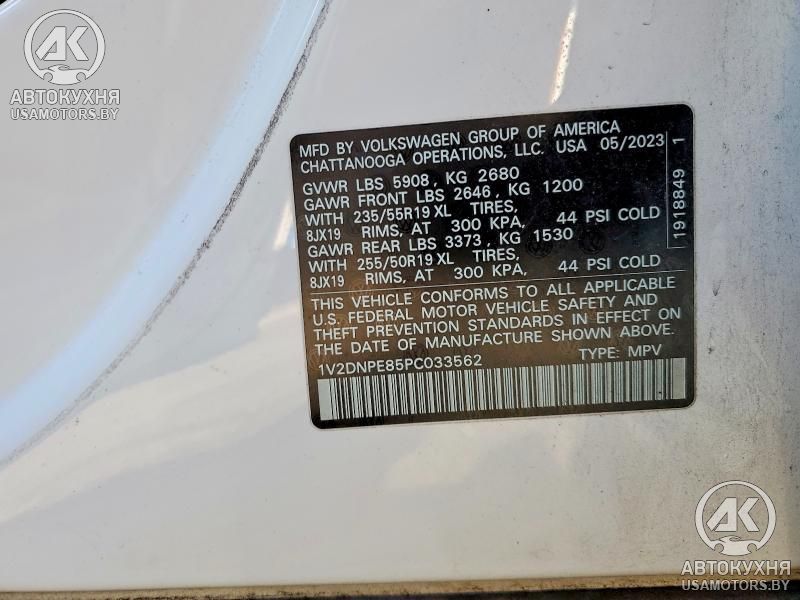 AK
АВТОКУХНЯ
USAMOTORS.BY
MFD BY VOLKSWAGEN GROUP OF AMERICA
CHATTANOOGA OPERATIONS, LLC. USA 05/2023
GVWR LBS 5908, KG 2680
GAWR FRONT LBS 2646, KG 1200
WITH 235/55R19 XL TIRES,
8JX19 RIMS, AT 300 KPA, 44 PSI COLD
GAWR REAR LBS 3373, KG 1530
WITH 255/50R19 XL TIRES,
8JX19 RIMS, AT 300 KPA, 44 PSI COLD
THIS VEHICLE CONFORMS TO ALL APPLICABLE
U.S. FEDERAL MOTOR VEHICLE SAFETY AND
THEFT PREVENTION STANDARDS IN EFFECT ON
THE DATE OF MANUFACTURE SHOWN ABOVE.
1V2DNPE85PC033562 TYPE: MPV
1918849 1
AK
АВТОКУХНЯ
USAMOTORS.BY